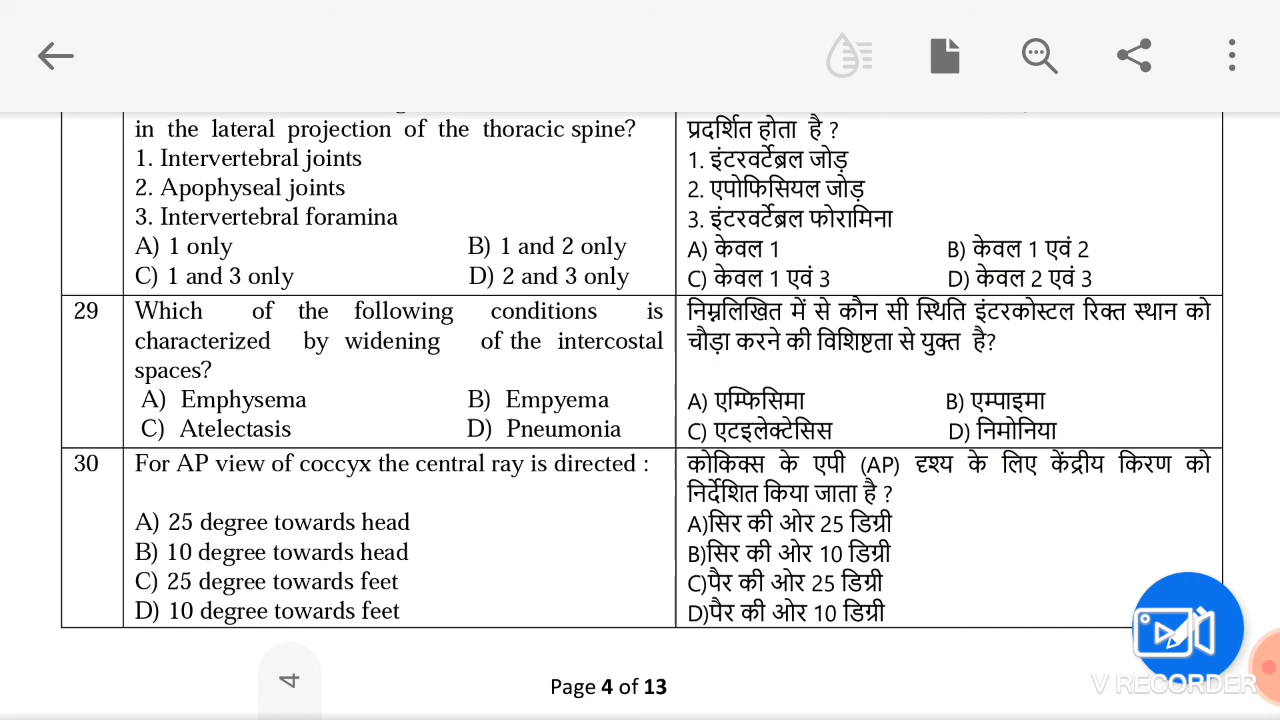 in the lateral projection of the thoracic spine?
1. Intervertebral joints
2. Apophyseal joints
3. Intervertebral foramina
A) 1 only B) 1 and 2 only
C) 1 and 3 only D) 2 and 3 only
प्रदर्शित होता है ?
1. इंटरवर्टेब्रल जोड़
2. एपोफिसियल जोड़
3. इंटरवर्टेब्रल फोरामिना
A) केवल 1 B) केवल 1 एवं 2
C) केवल 1 एवं 3 D) केवल 2 एवं 3
29
Which of the following conditions is
characterized by widening of the intercostal
spaces?
A) Emphysema B) Empyema
C) Atelectasis D) Pneumonia
निम्नलिखित में से कौन सी स्थिति इंटरकोस्टल रिक्त स्थान को
चौड़ा करने की विशिष्टता से युक्त है?
A) एम्फिसिमा B) एम्पाइमा
C) एटइलेक्टेसिस D) निमोनिया
30
For AP view of coccyx the central ray is directed :
A) 25 degree towards head
B) 10 degree towards head
C) 25 degree towards feet
D) 10 degree towards feet
कोकिक्स के एपी (AP) दृश्य के लिए केंद्रीय किरण को
निर्देशित किया जाता है ?
A)सिर की ओर 25 डिग्री
B)सिर की ओर 10 डिग्री
C)पैर की ओर 25 डिग्री
D)पैर की ओर 10 डिग्री
4
Page 4 of 13
V RECORDER